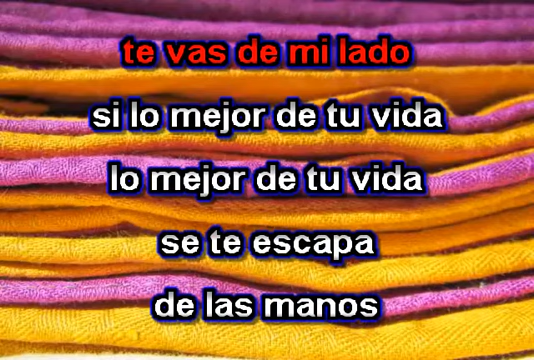 te vas de mi lado
si lo mejor de tu vida
lo mejor de tu vida
se te escapa
de las manos